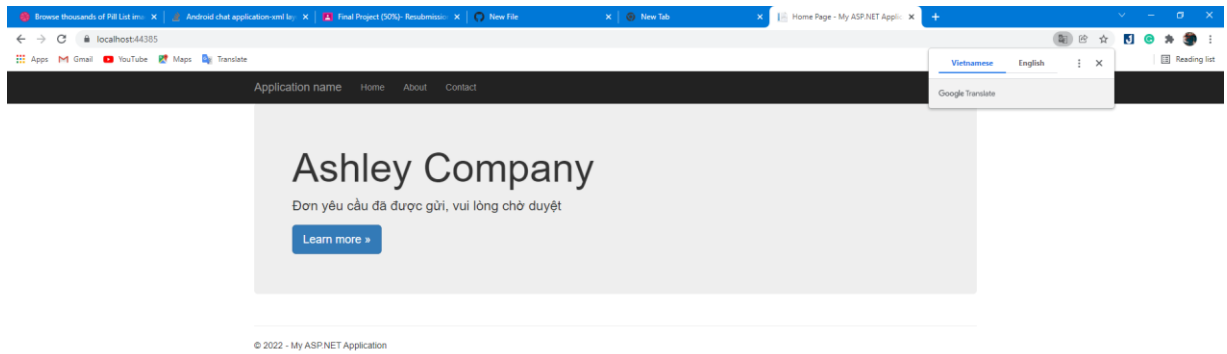 Browse thousands of Pill List ima
Android chat application-xml lay
Final Project (50%)- Resubmissio
New File
New Tab
Home Page - My ASP.NET Applic
localhost:44385
Apps
Gmail
YouTube
Maps
Translate
Reading list
Vietnamese
English
Google Translate
Application name
Home
About
Contact
Ashley Company
Đơn yêu cầu đã được gửi, vui lòng chờ duyệt
Learn more »
© 2022 - My ASP.NET Application